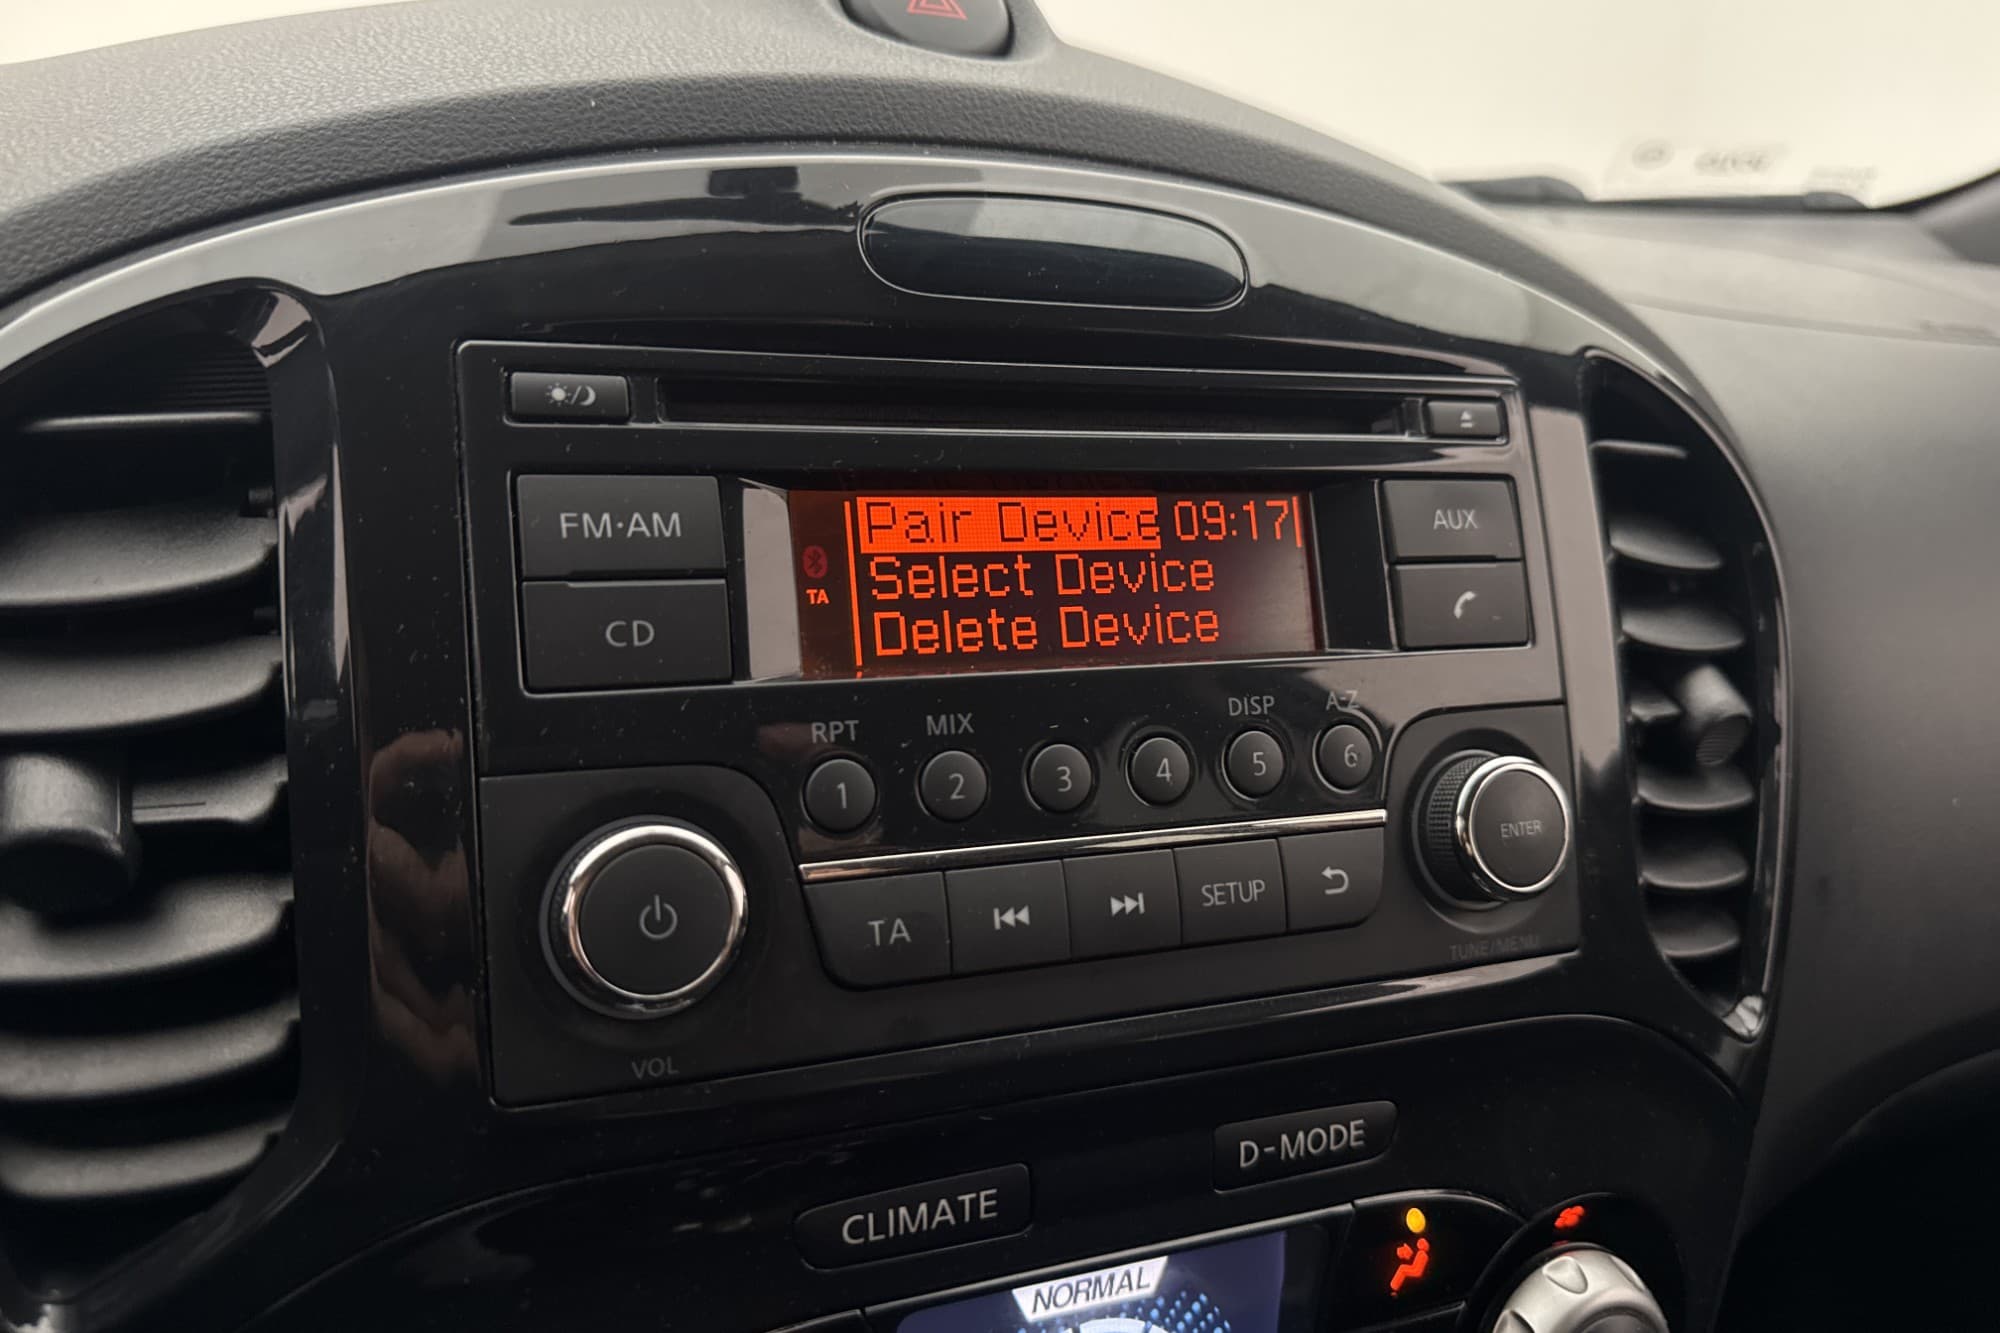 FM·AM
CD
Pair Device 09:17
Select Device
Delete Device
TA
AUX
RPT
MIX
DISP
A-Z
1
2
3
4
5
6
TA
SETUP
ENTER
TUNE/MENU
VOL
CLIMATE
D-MODE
NORMAL